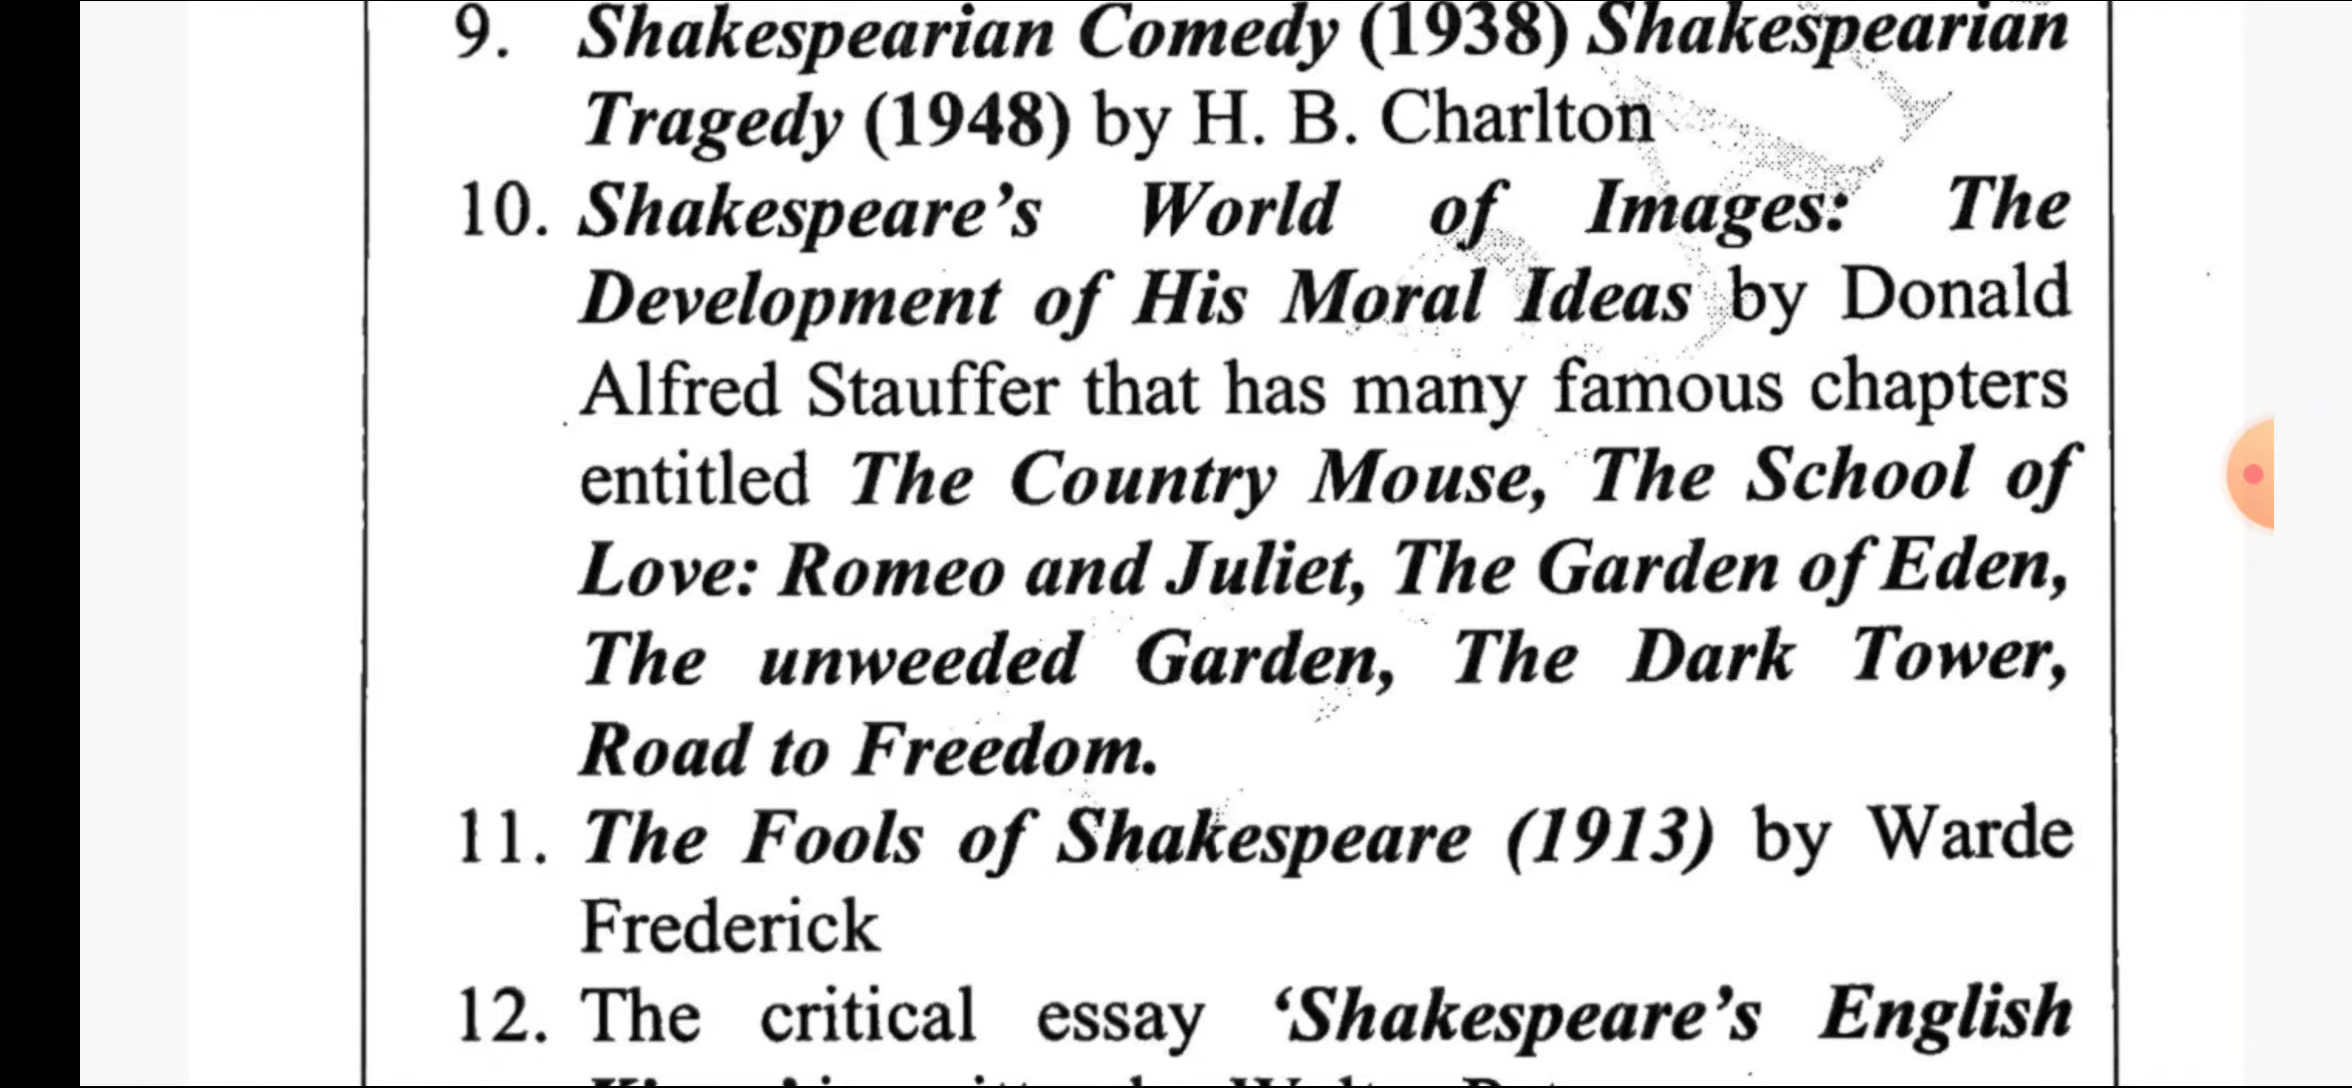 9. Shakespearian Comedy (1938) Shakespearian
Tragedy (1948) by H. B. Charlton
10. Shakespeare's World of Images: The
Development of His Moral Ideas by Donald
Alfred Stauffer that has many famous chapters
entitled The Country Mouse, The School of
Love: Romeo and Juliet, The Garden of Eden,
The unweeded Garden, The Dark Tower,
Road to Freedom.
11. The Fools of Shakespeare (1913) by Warde
Frederick
12. The critical essay ‘Shakespeare's English